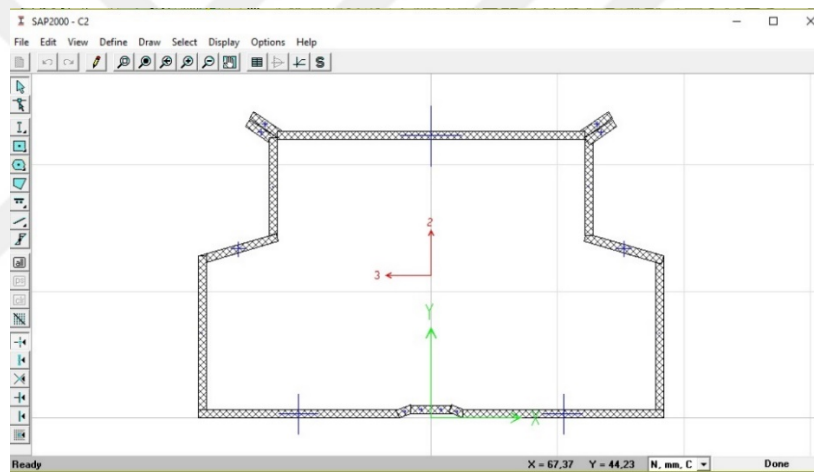 SAP2000 - C2
File Edit View Define Draw Select Display Options Help
S
2
3
Y
X
Ready X = 67,37 Y = 44,23 N, mm, C Done